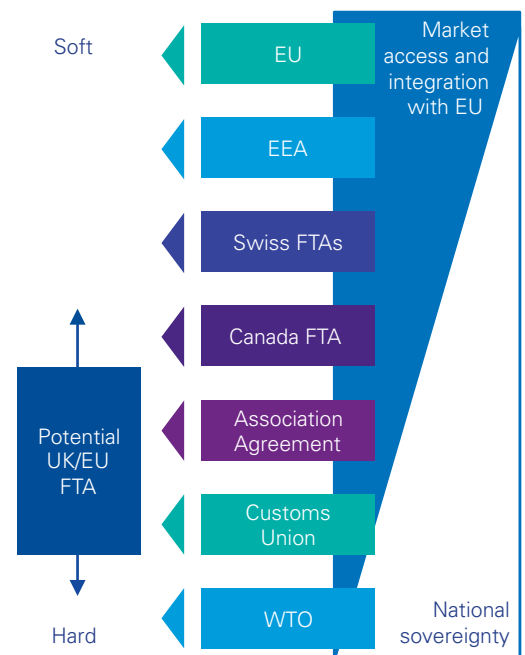 Soft
EU
Market
access and
integration
with EU
EEA
Swiss FTAs
Canada FTA
Association
Agreement
Potential
UK/EU
FTA
Customs
Union
WTO
Hard
National
sovereignty